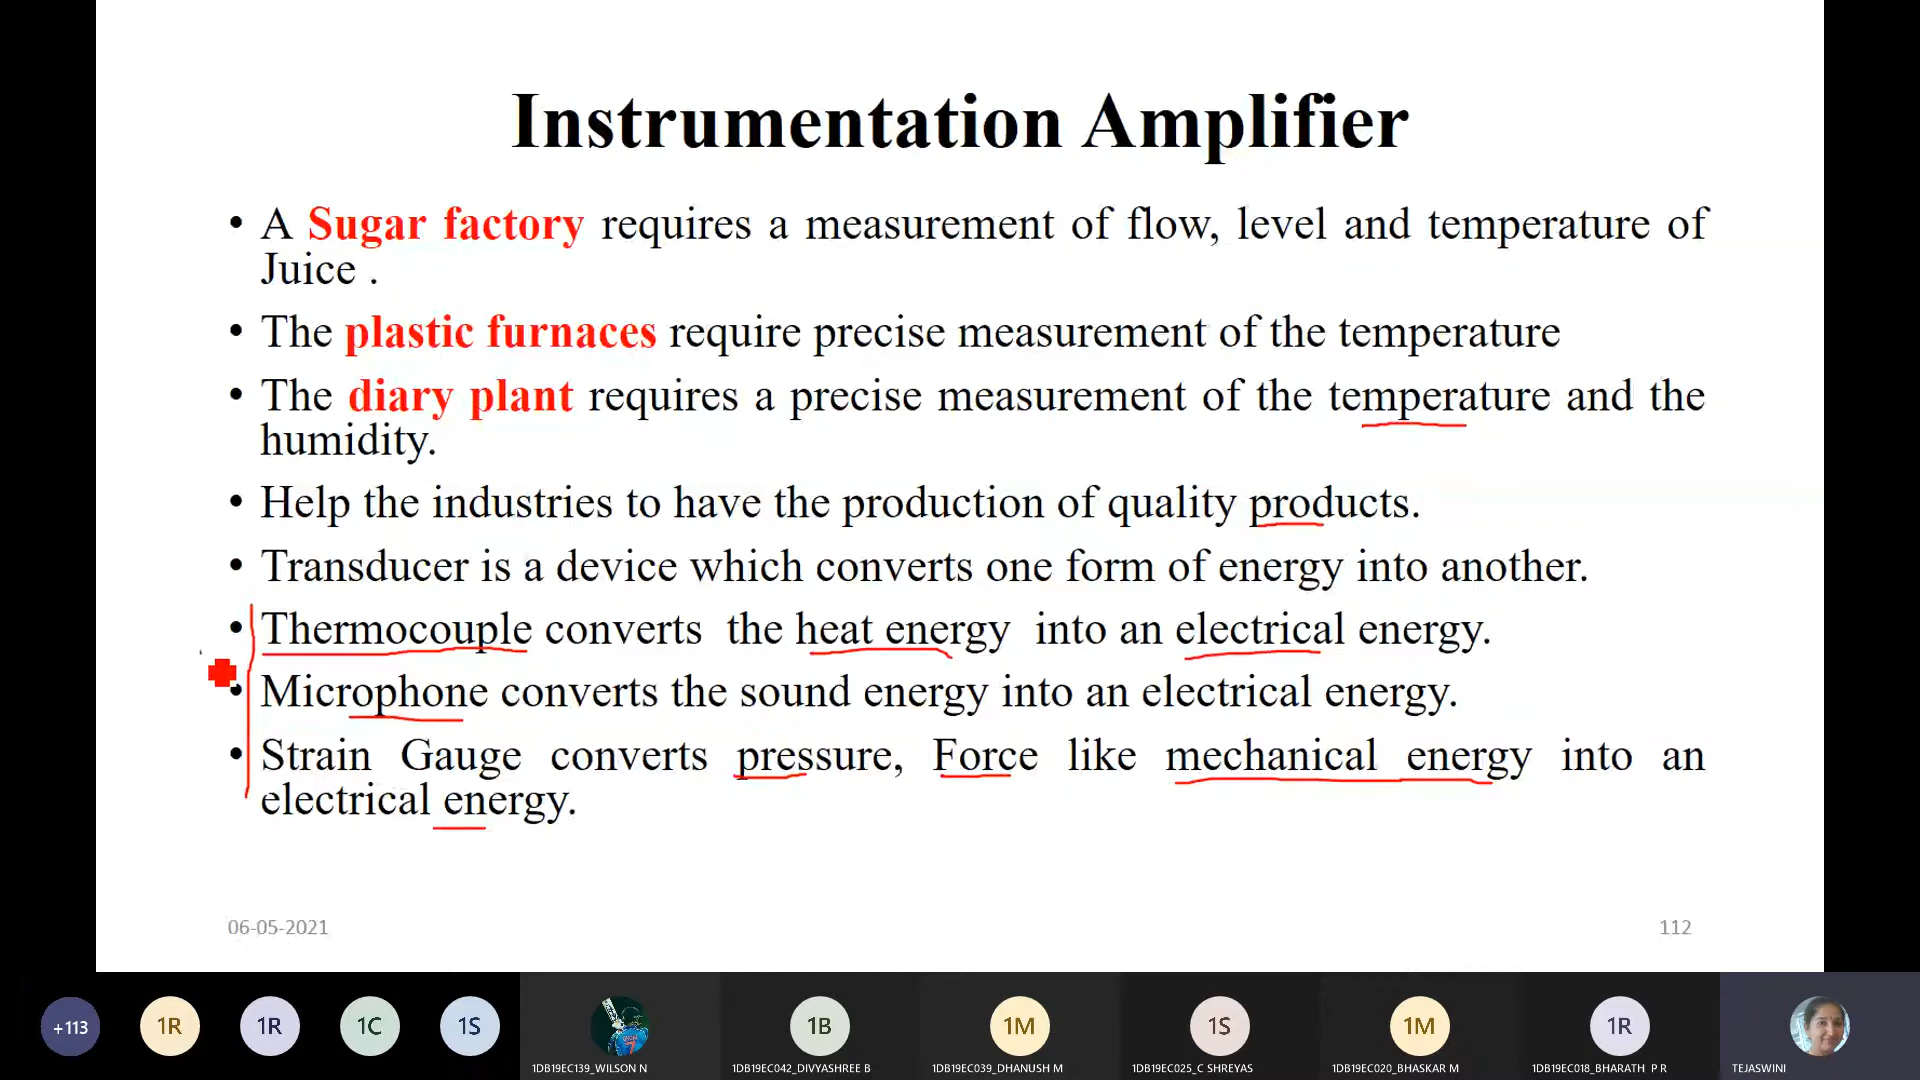 Instrumentation Amplifier
• A Sugar factory requires a measurement of flow, level and temperature of
Juice .
• The plastic furnaces require precise measurement of the temperature
• The diary plant requires a precise measurement of the temperature and the
humidity.
• Help the industries to have the production of quality products.
• Transducer is a device which converts one form of energy into another.
• Thermocouple converts the heat energy into an electrical energy.
• Microphone converts the sound energy into an electrical energy.
• Strain Gauge converts pressure, Force like mechanical energy into an
electrical energy.
06-05-2021 112
+113 1R 1R 1C 1S 1B 1M 1S 1M 1R
1DB19EC139_WILSON N 1DB19EC042_DIVYASHREE B 1DB19EC039_DHANUSH M 1DB19EC025_C SHREYAS 1DB19EC020_BHASKAR M 1DB19EC018_BHARATH P R TEJASWINI